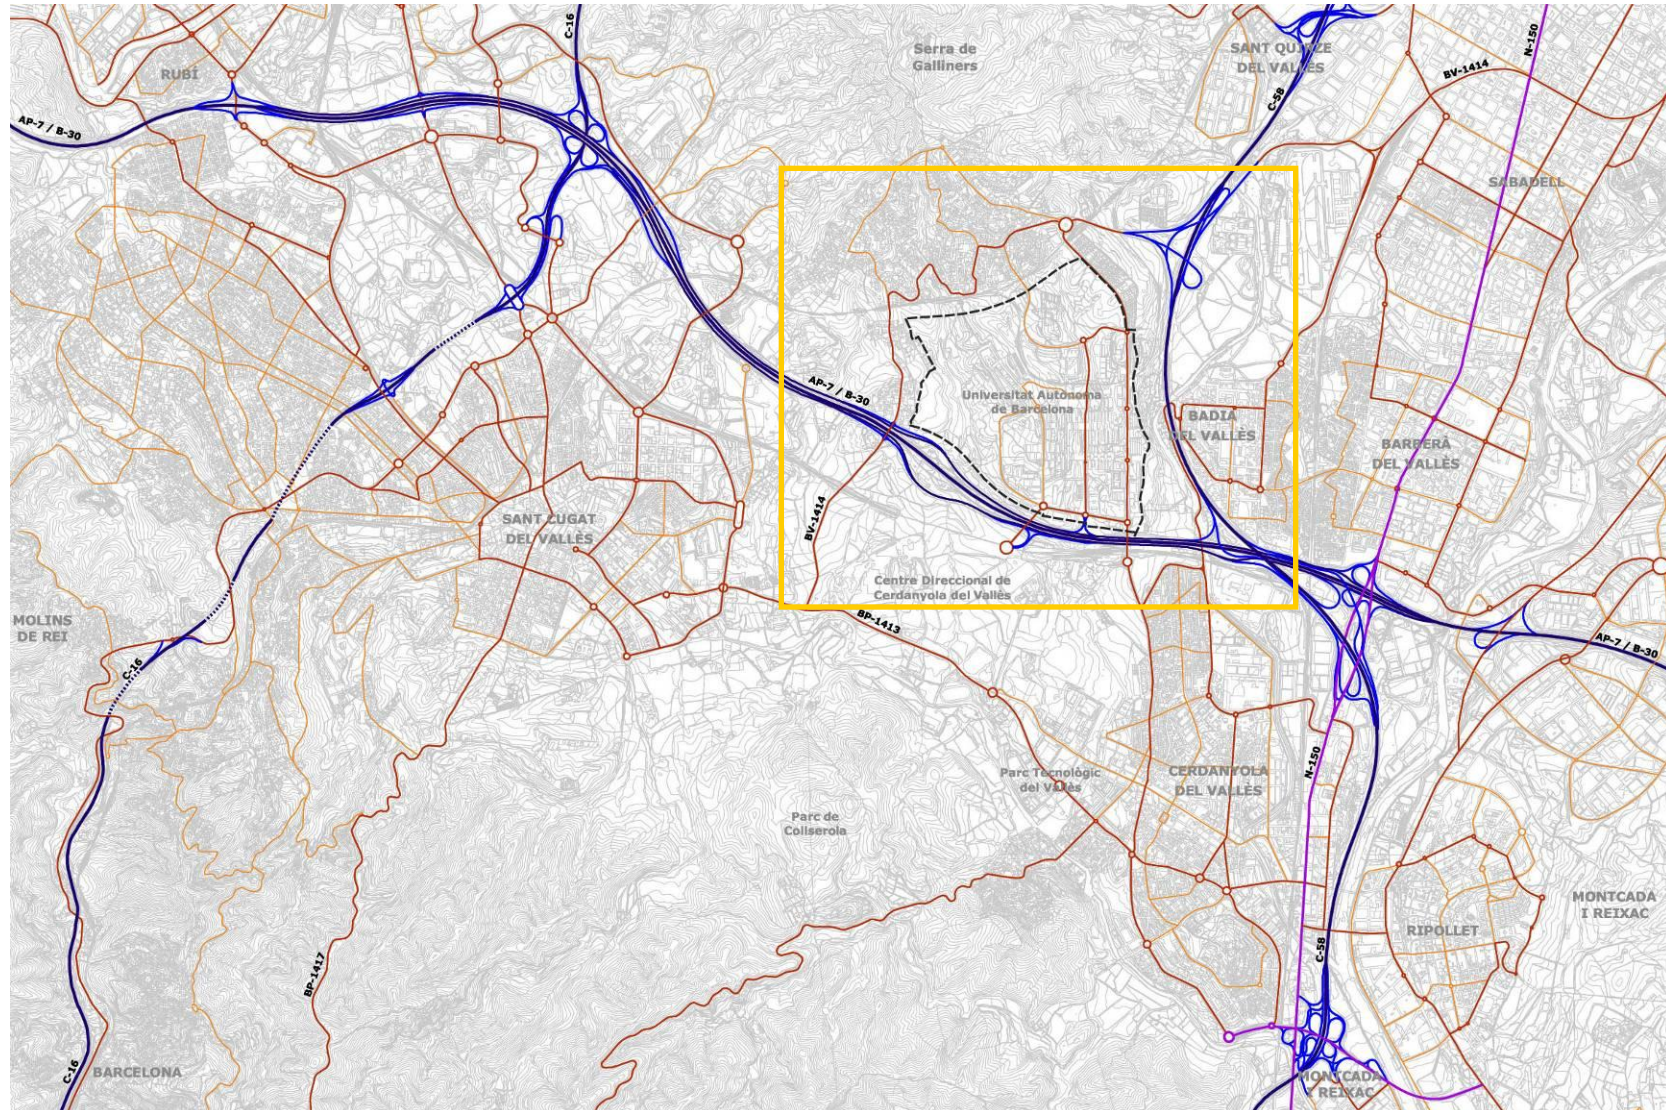 C-16
Serra de
Galliners
SANT QUIRZE
DEL VALLÈS
N-150
RUBÍ
BV-1414
C-58
AP-7 / B-30
SABADELL
AP-7 / B-30
Universitat Autònoma
de Barcelona
BADIA
DEL VALLÈS
BARBERÀ
DEL VALLÈS
SANT CUGAT
DEL VALLÈS
BV-1414
Centre Direccional de
Cerdanyola del Vallès
MOLINS
DE REI
BP-1413
AP-7 / B-30
C-16
N-150
Parc Tecnològic
del Vallès
CERDANYOLA
DEL VALLÈS
Parc de
Collserola
MONTCADA
I REIXAC
RIPOLLET
C-58
BP-1417
C-16
BARCELONA
MONTCADA
I REIXAC